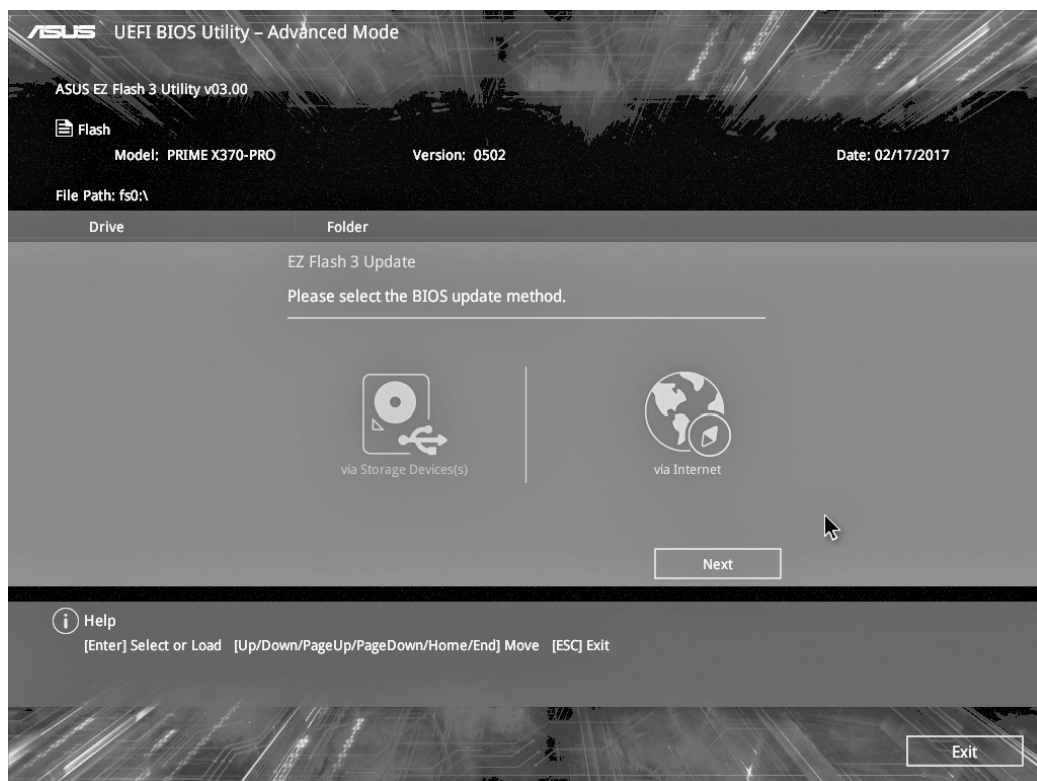 ASUS UEFI BIOS Utility – Advanced Mode
ASUS EZ Flash 3 Utility v03.00
Flash
Model: PRIME X370-PRO Version: 0502 Date: 02/17/2017
File Path: fs0:\
Drive Folder
EZ Flash 3 Update
Please select the BIOS update method.
via Storage Devices(s) via Internet
Next
Help
[Enter] Select or Load [Up/Down/PageUp/PageDown/Home/End] Move [ESC] Exit
Exit